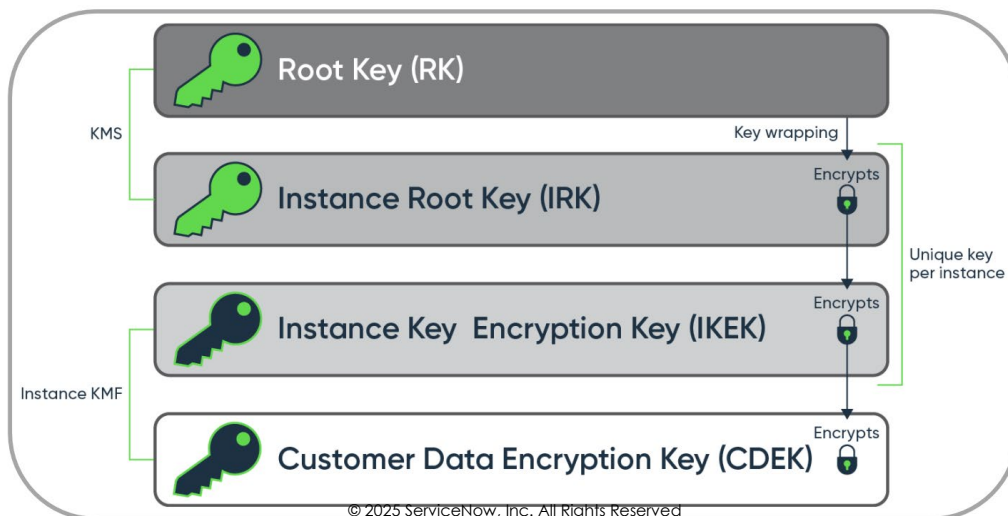 Root Key (RK)
KMS
Key wrapping
Encrypts
Instance Root Key (IRK)
Unique key
per instance
Encrypts
Instance Key Encryption Key (IKEK)
Instance KMF
Encrypts
Customer Data Encryption Key (CDEK)
© 2025 ServiceNow, Inc. All Rights Reserved